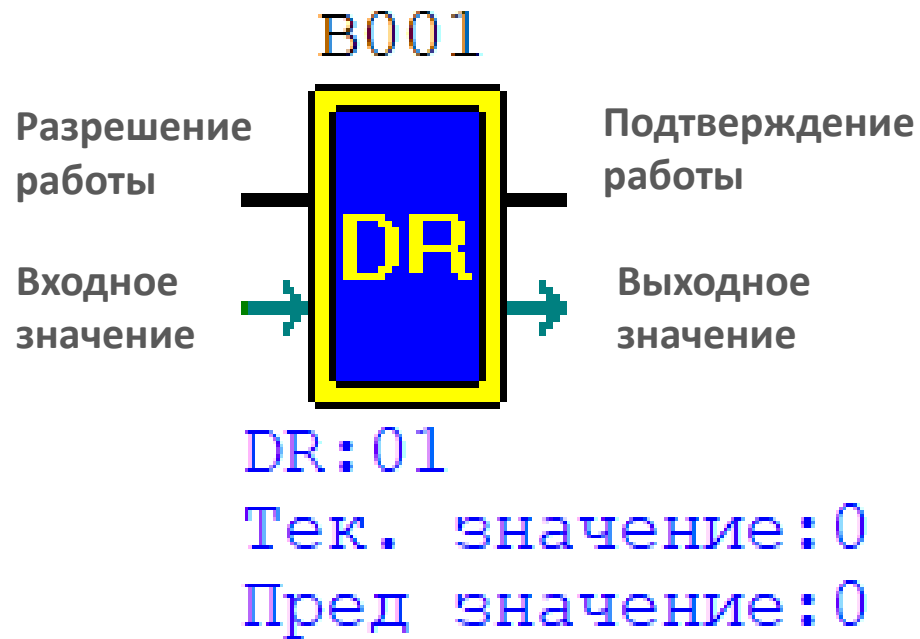 B001
Разрешение
работы
Подтверждение
работы
DR
Входное
значение
Выходное
значение
DR:01
Тек. значение:0
Пред значение:0